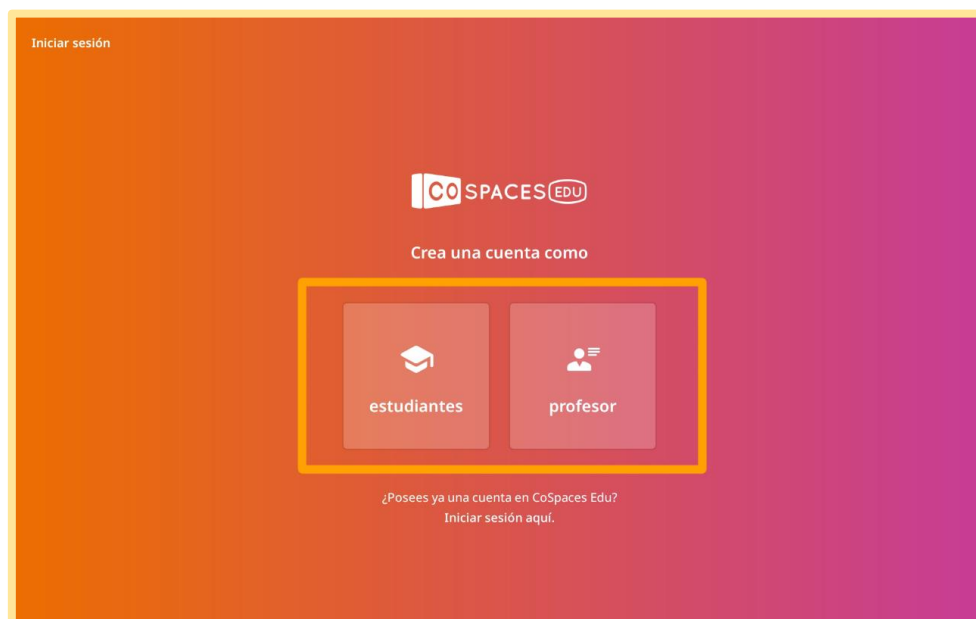 Iniciar sesión
CO SPACES EDU
Crea una cuenta como
estudiantes
profesor
¿Posees ya una cuenta en CoSpaces Edu?
Iniciar sesión aquí.